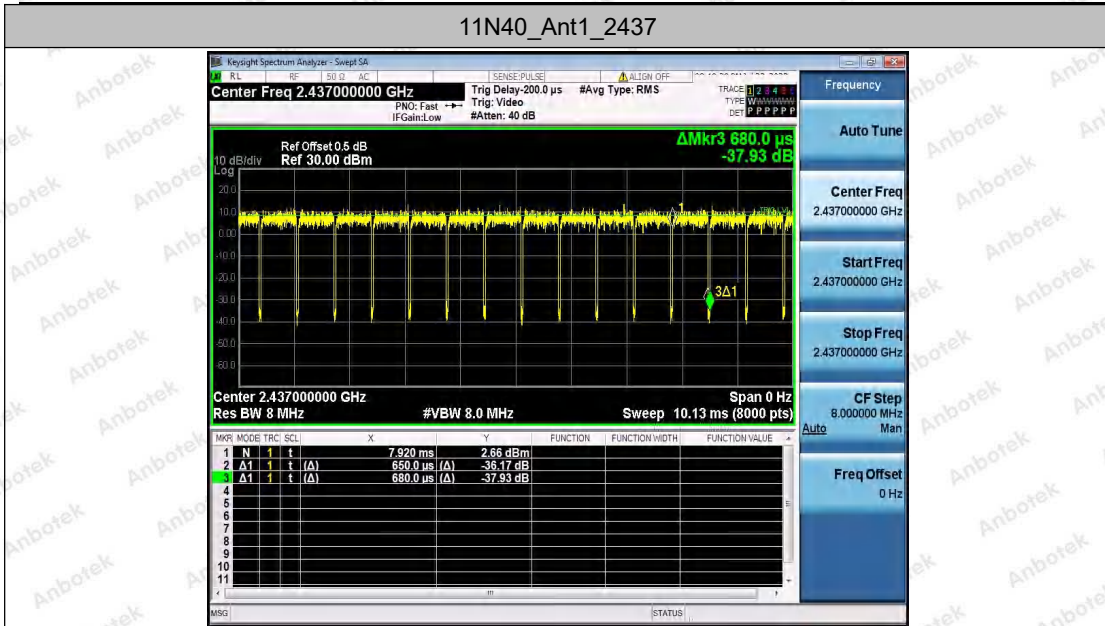 11N40_Ant1_2437
Keysight Spectrum Analyzer - Swept SA
RL RF 50 Ω AC SENSE:PULSE ALIGN OFF
Center Freq 2.437000000 GHz
PNO: Fast
IFGain:Low
Trig Delay-200.0 µs
Trig: Video
#Atten: 40 dB
#Avg Type: RMS
TRACE 1 2 3 4 5 6
TYPE
DET P P P P P P
Ref Offset 0.5 dB
Ref 30.00 dBm
10 dB/div
Log
ΔMkr3 680.0 µs
-37.93 dB
20.0
10.0
0.00
-10.0
-20.0
-30.0
-40.0
-50.0
-60.0
1
TRIG LVL
3Δ1
Center 2.437000000 GHz Span 0 Hz
Res BW 8 MHz #VBW 8.0 MHz Sweep 10.13 ms (8000 pts)
MKR MODE TRC SCL X Y FUNCTION FUNCTION WIDTH FUNCTION VALUE
1 N 1 t 7.920 ms 2.66 dBm
2 Δ1 1 t (Δ) 650.0 µs (Δ) -36.17 dB
3 Δ1 1 t (Δ) 680.0 µs (Δ) -37.93 dB
4
5
6
7
8
9
10
11
MSG STATUS
Frequency
Auto Tune
Center Freq
2.437000000 GHz
Start Freq
2.437000000 GHz
Stop Freq
2.437000000 GHz
CF Step
8.000000 MHz
Auto Man
Freq Offset
0 Hz
Anbotek